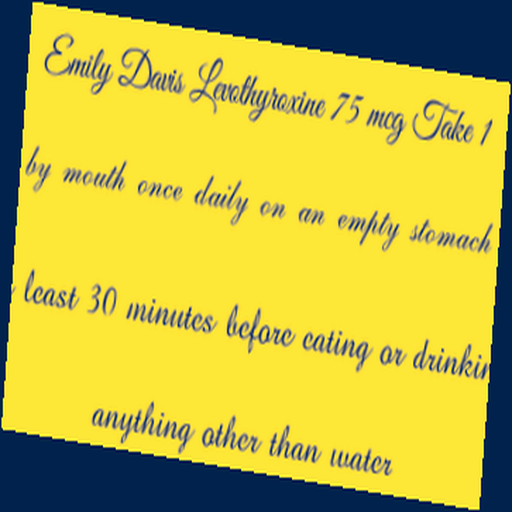 Emily Davis Levothyroxine 75 mcg Take 1
by mouth once daily on an empty stomach
least 30 minutes before eating or drinkin
anything other than water